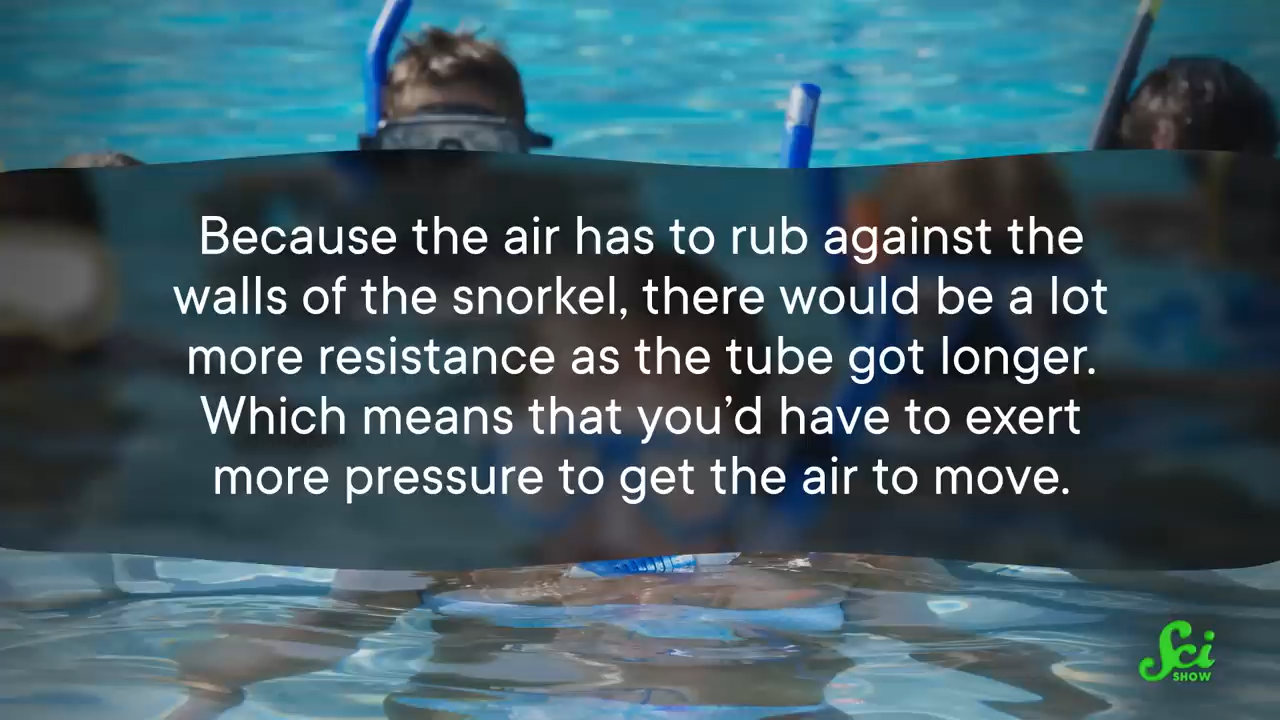 Because the air has to rub against the
walls of the snorkel, there would be a lot
more resistance as the tube got longer.
Which means that you’d have to exert
more pressure to get the air to move.
Sci
SHOW